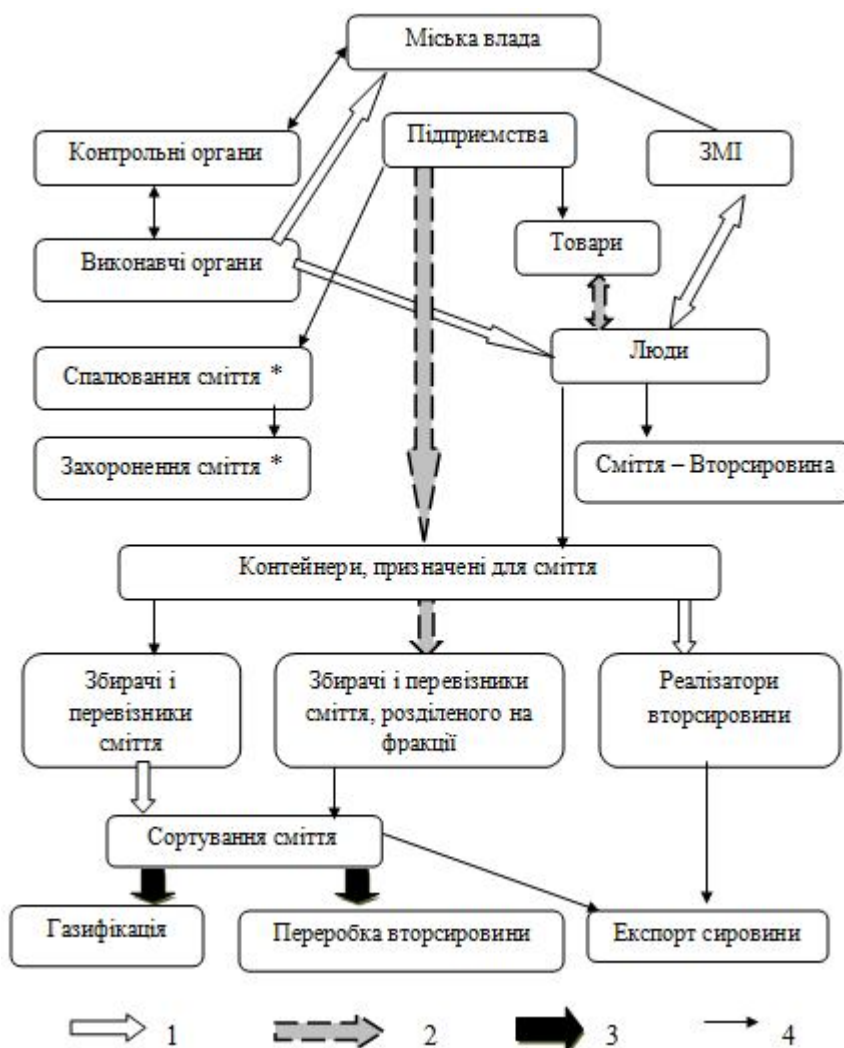 Міська влада
Підприємства
Контрольні органи
ЗМІ
Товари
Виконавчі органи
Люди
Спалювання сміття *
Захоронення сміття *
Сміття – Вторсировина
Контейнери, призначені для сміття
Збирачі і
перевізники
сміття
Збирачі і перевізники
сміття, розділеного на
фракції
Реалізатори
вторсировини
Сортування сміття
Газифікація
Переробка вторсировини
Експорт сировини
1
2
3
4